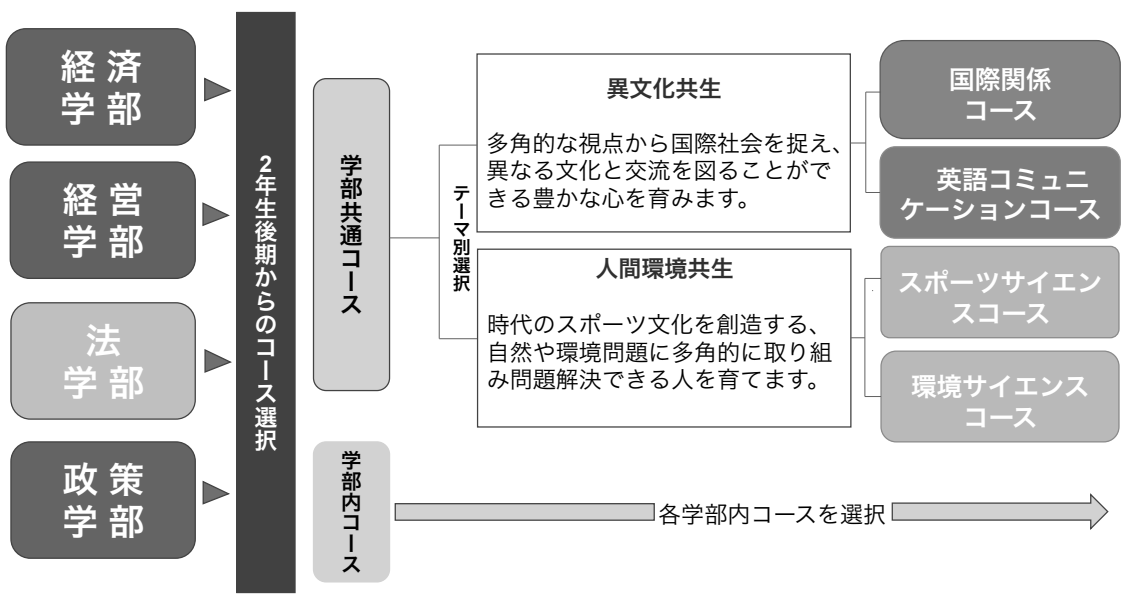 経済
学部
経営
学部
法
学部
政策
学部
2年生後期からのコース選択
学部共通コース
学部内コース
テーマ別選択
異文化共生
多角的な視点から国際社会を捉え、
異なる文化と交流を図ることがで
きる豊かな心を育みます。
人間環境共生
時代のスポーツ文化を創造する、
自然や環境問題に多角的に取り組
み問題解決できる人を育てます。
国際関係
コース
英語コミュニ
ケーションコース
スポーツサイエン
スコース
環境サイエンス
コース
各学部内コースを選択